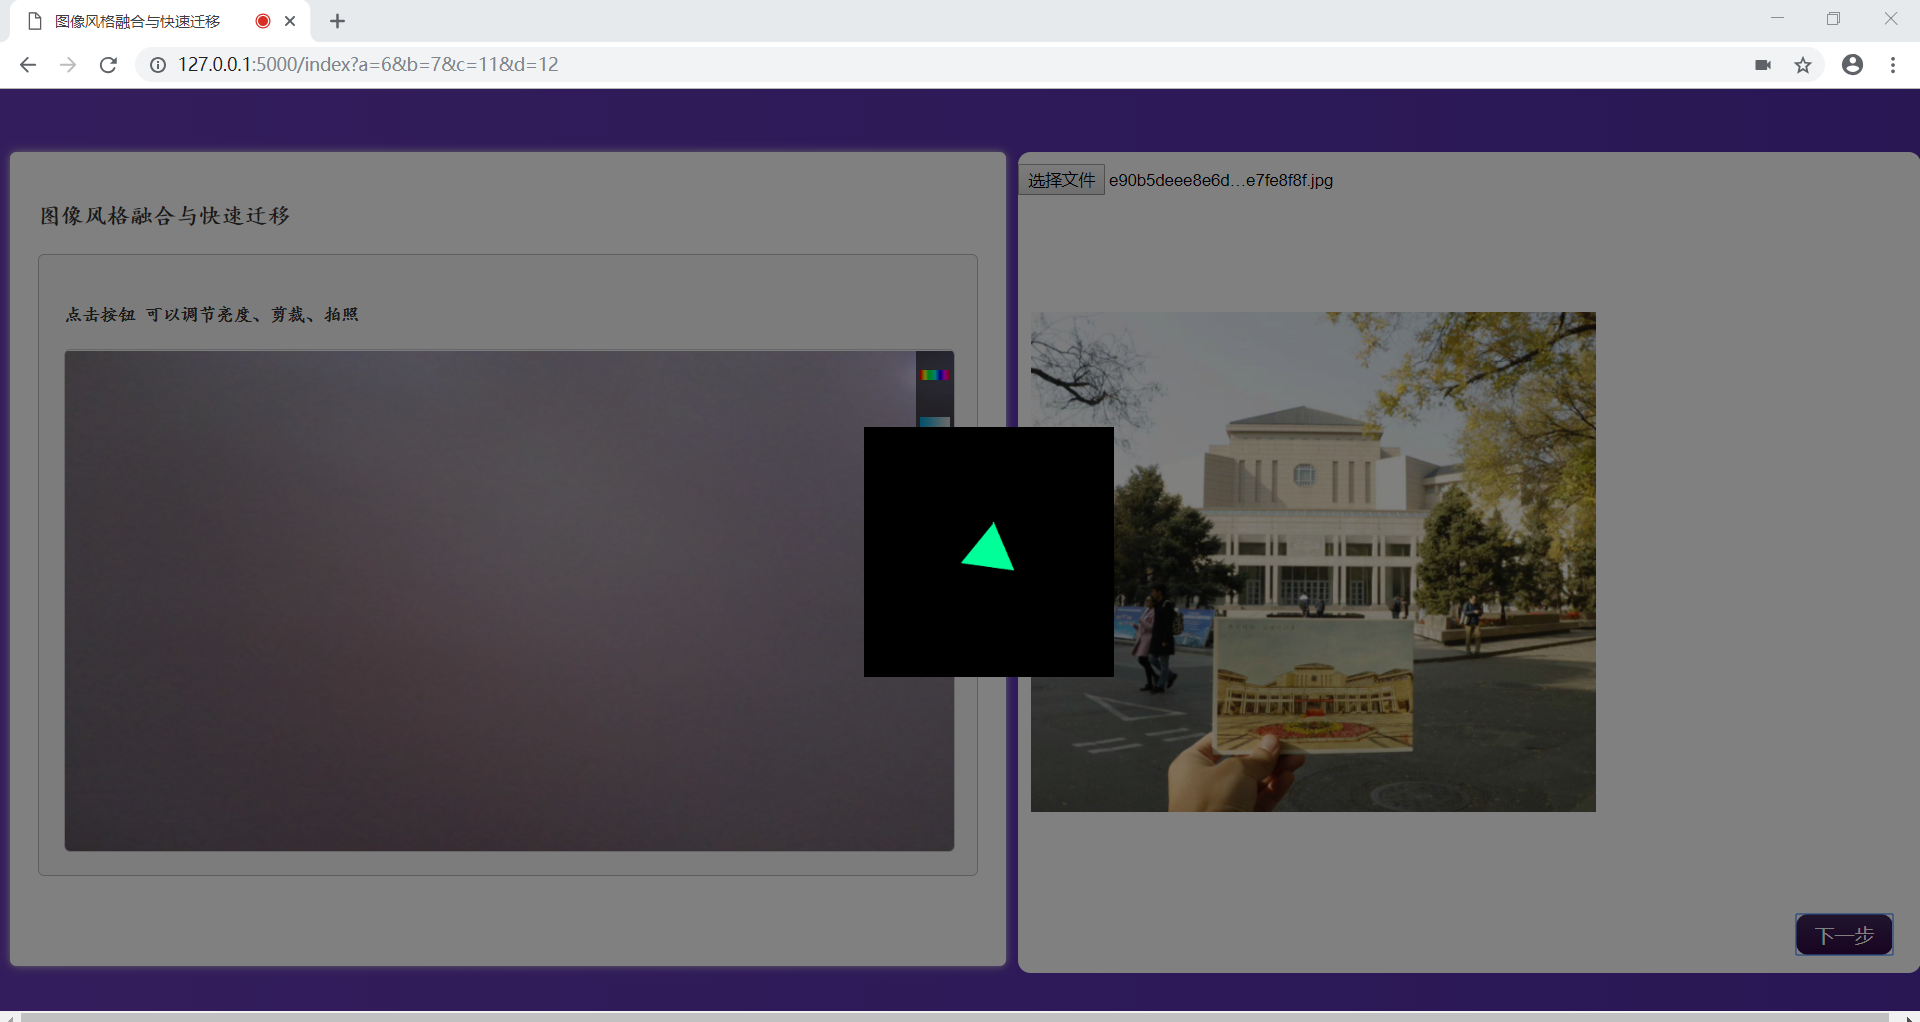 图像风格融合与快速迁移
127.0.0.1:5000/index?a=6&b=7&c=11&d=12
图像风格融合与快速迁移
点击按钮 可以调节亮度、剪裁、拍照
选择文件 e90b5deee8e6d...e7fe8f8f.jpg
下一步